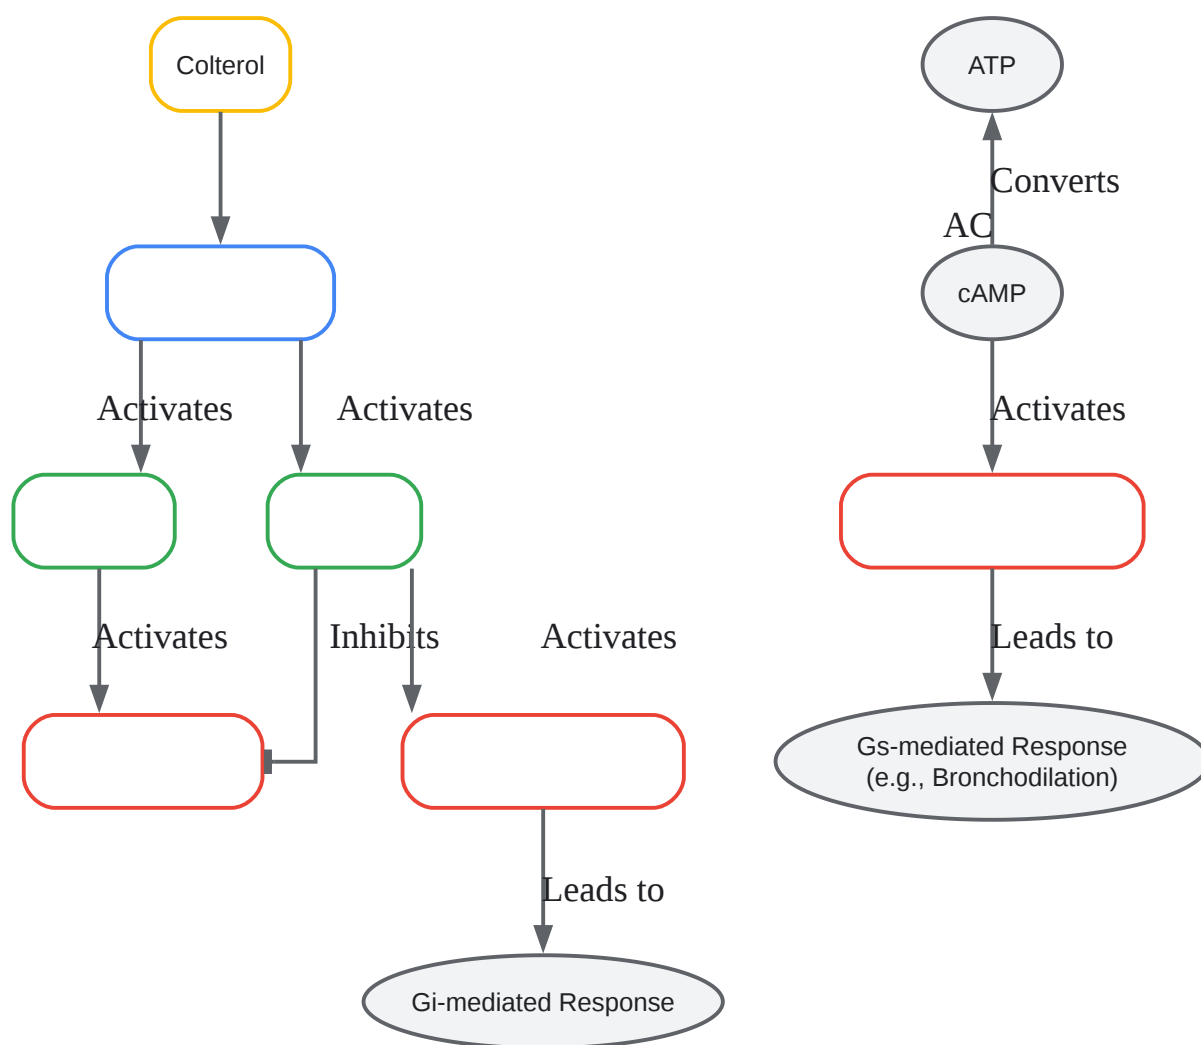 Colterol
ATP
Converts
AC
cAMP
Activates
Activates
Activates
Activates
Inhibits
Activates
Leads to
Gs-mediated Response
(e.g., Bronchodilation)
Leads to
Gi-mediated Response